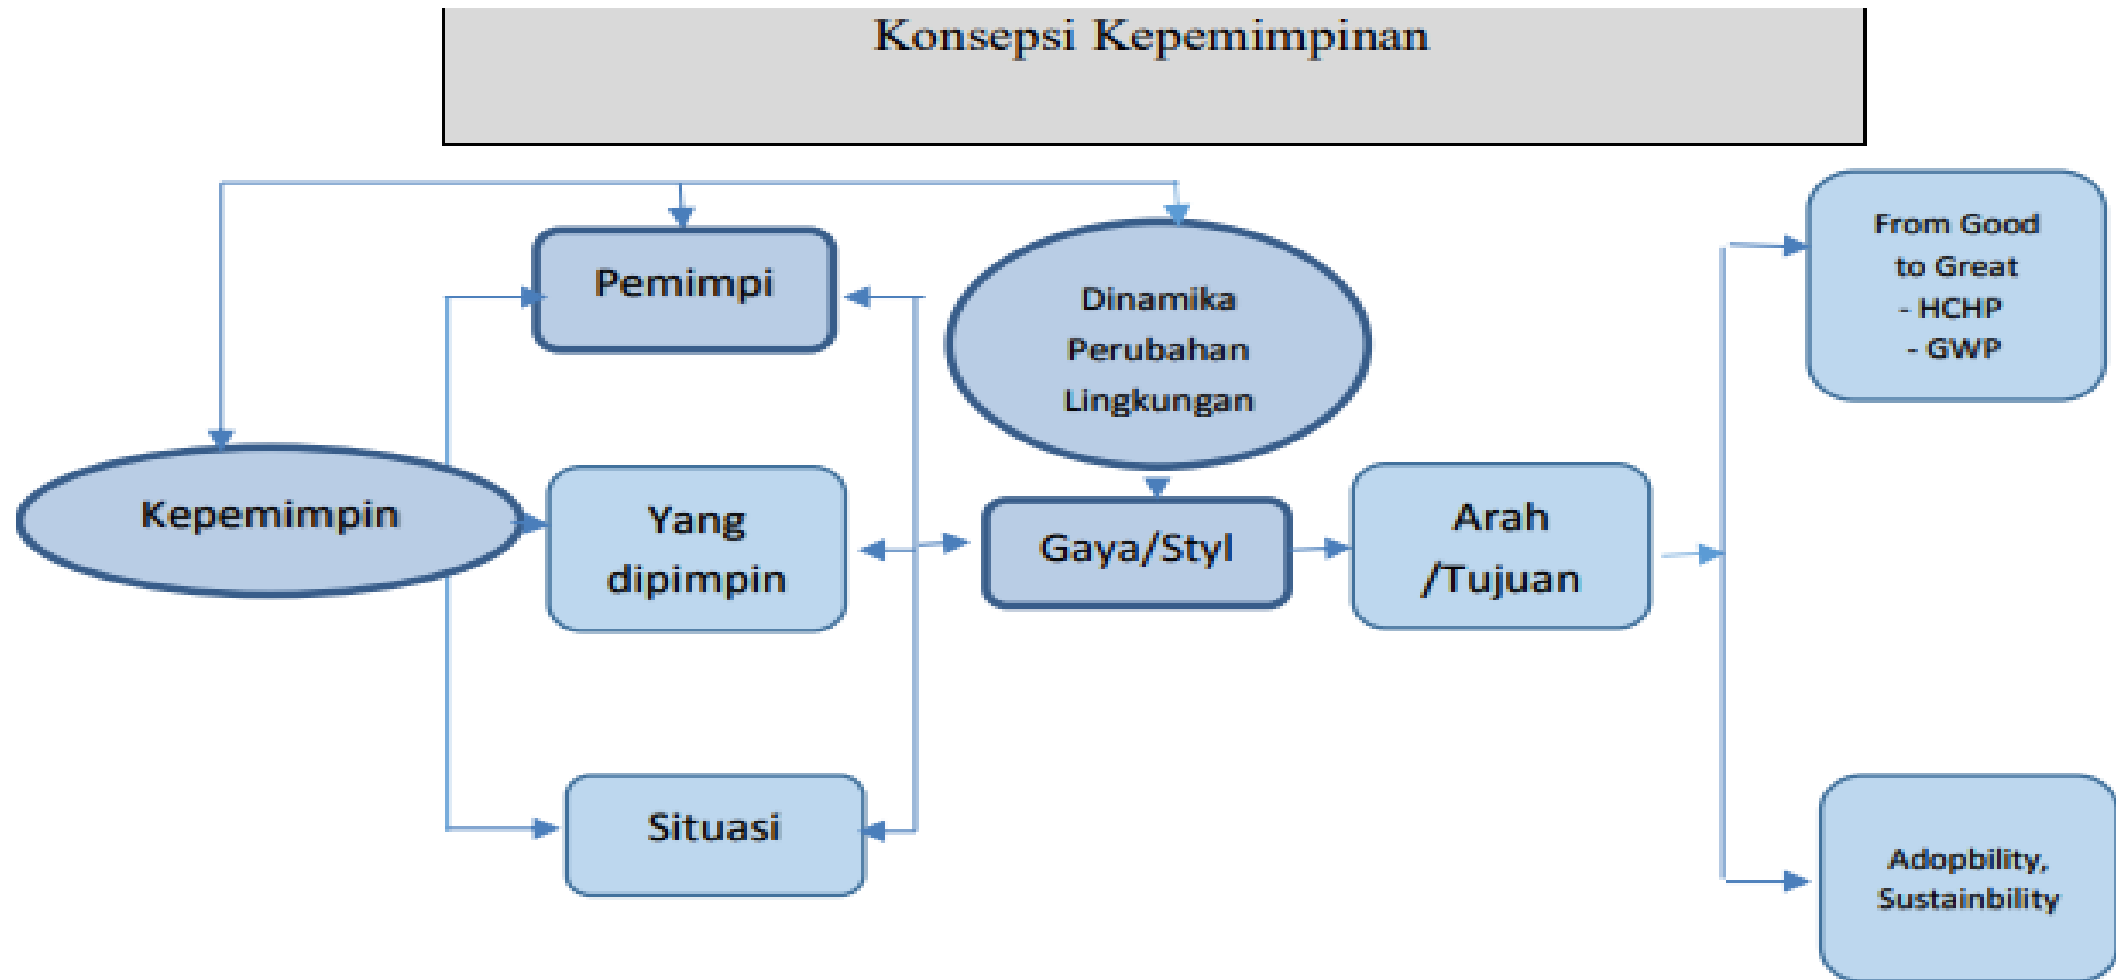 Konsepsi Kepemimpinan
Pemimpi
Dinamika
Perubahan
Lingkungan
From Good
to Great
- HCHP
- GWP
Kepemimpin
Yang
dipimpin
Gaya/Styl
Arah
/Tujuan
Situasi
Adopbility,
Sustainbility